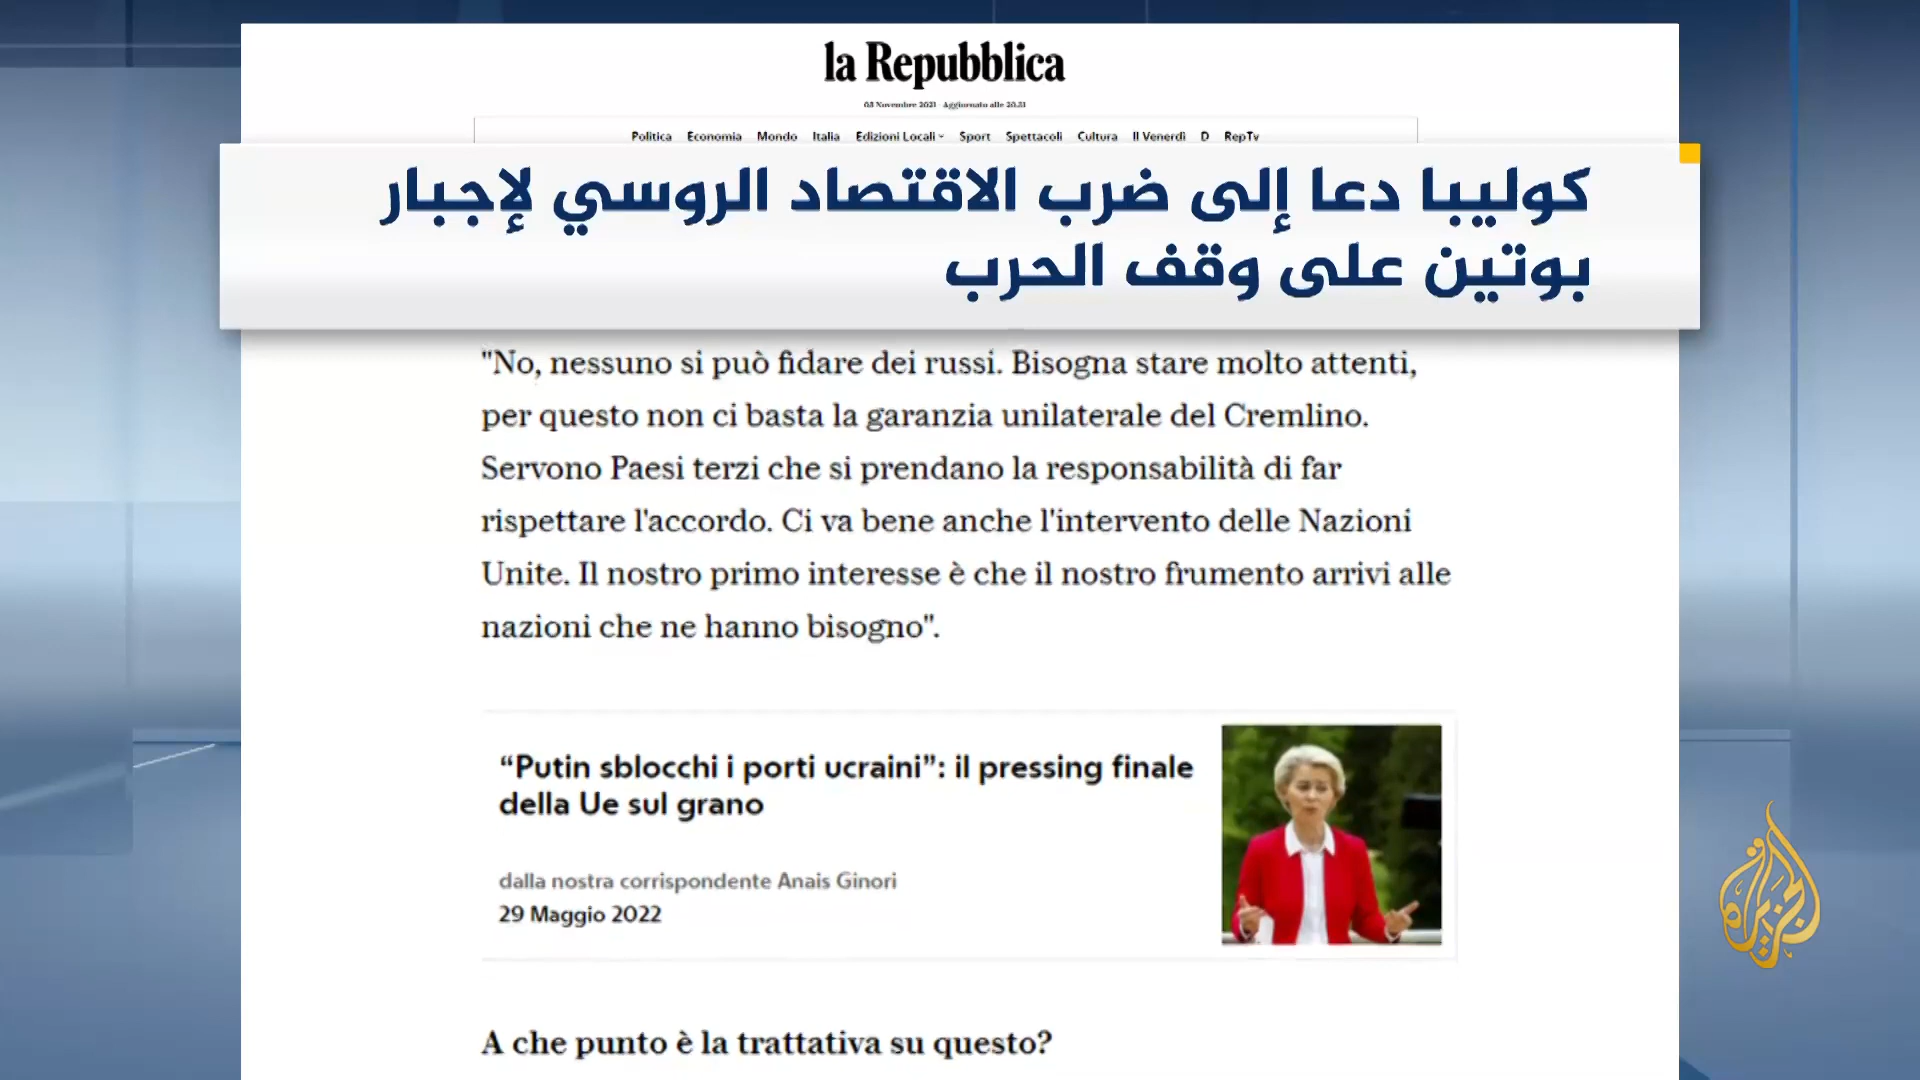 la Repubblica
03 Novembre 2021 - Aggiornato alle 20.31
Politica Economia Mondo Italia Edizioni Locali Sport Spettacoli Cultura Il Venerdì D RepTv
كوليبا دعا إلى ضرب الاقتصاد الروسي لإجبار
بوتين على وقف الحرب
"No, nessuno si può fidare dei russi. Bisogna stare molto attenti,
per questo non ci basta la garanzia unilaterale del Cremlino.
Servono Paesi terzi che si prendano la responsabilità di far
rispettare l'accordo. Ci va bene anche l'intervento delle Nazioni
Unite. Il nostro primo interesse è che il nostro frumento arrivi alle
nazioni che ne hanno bisogno".
“Putin sblocchi i porti ucraini”: il pressing finale
della Ue sul grano
dalla nostra corrispondente Anais Ginori
29 Maggio 2022
الجزيرة
A che punto è la trattativa su questo?